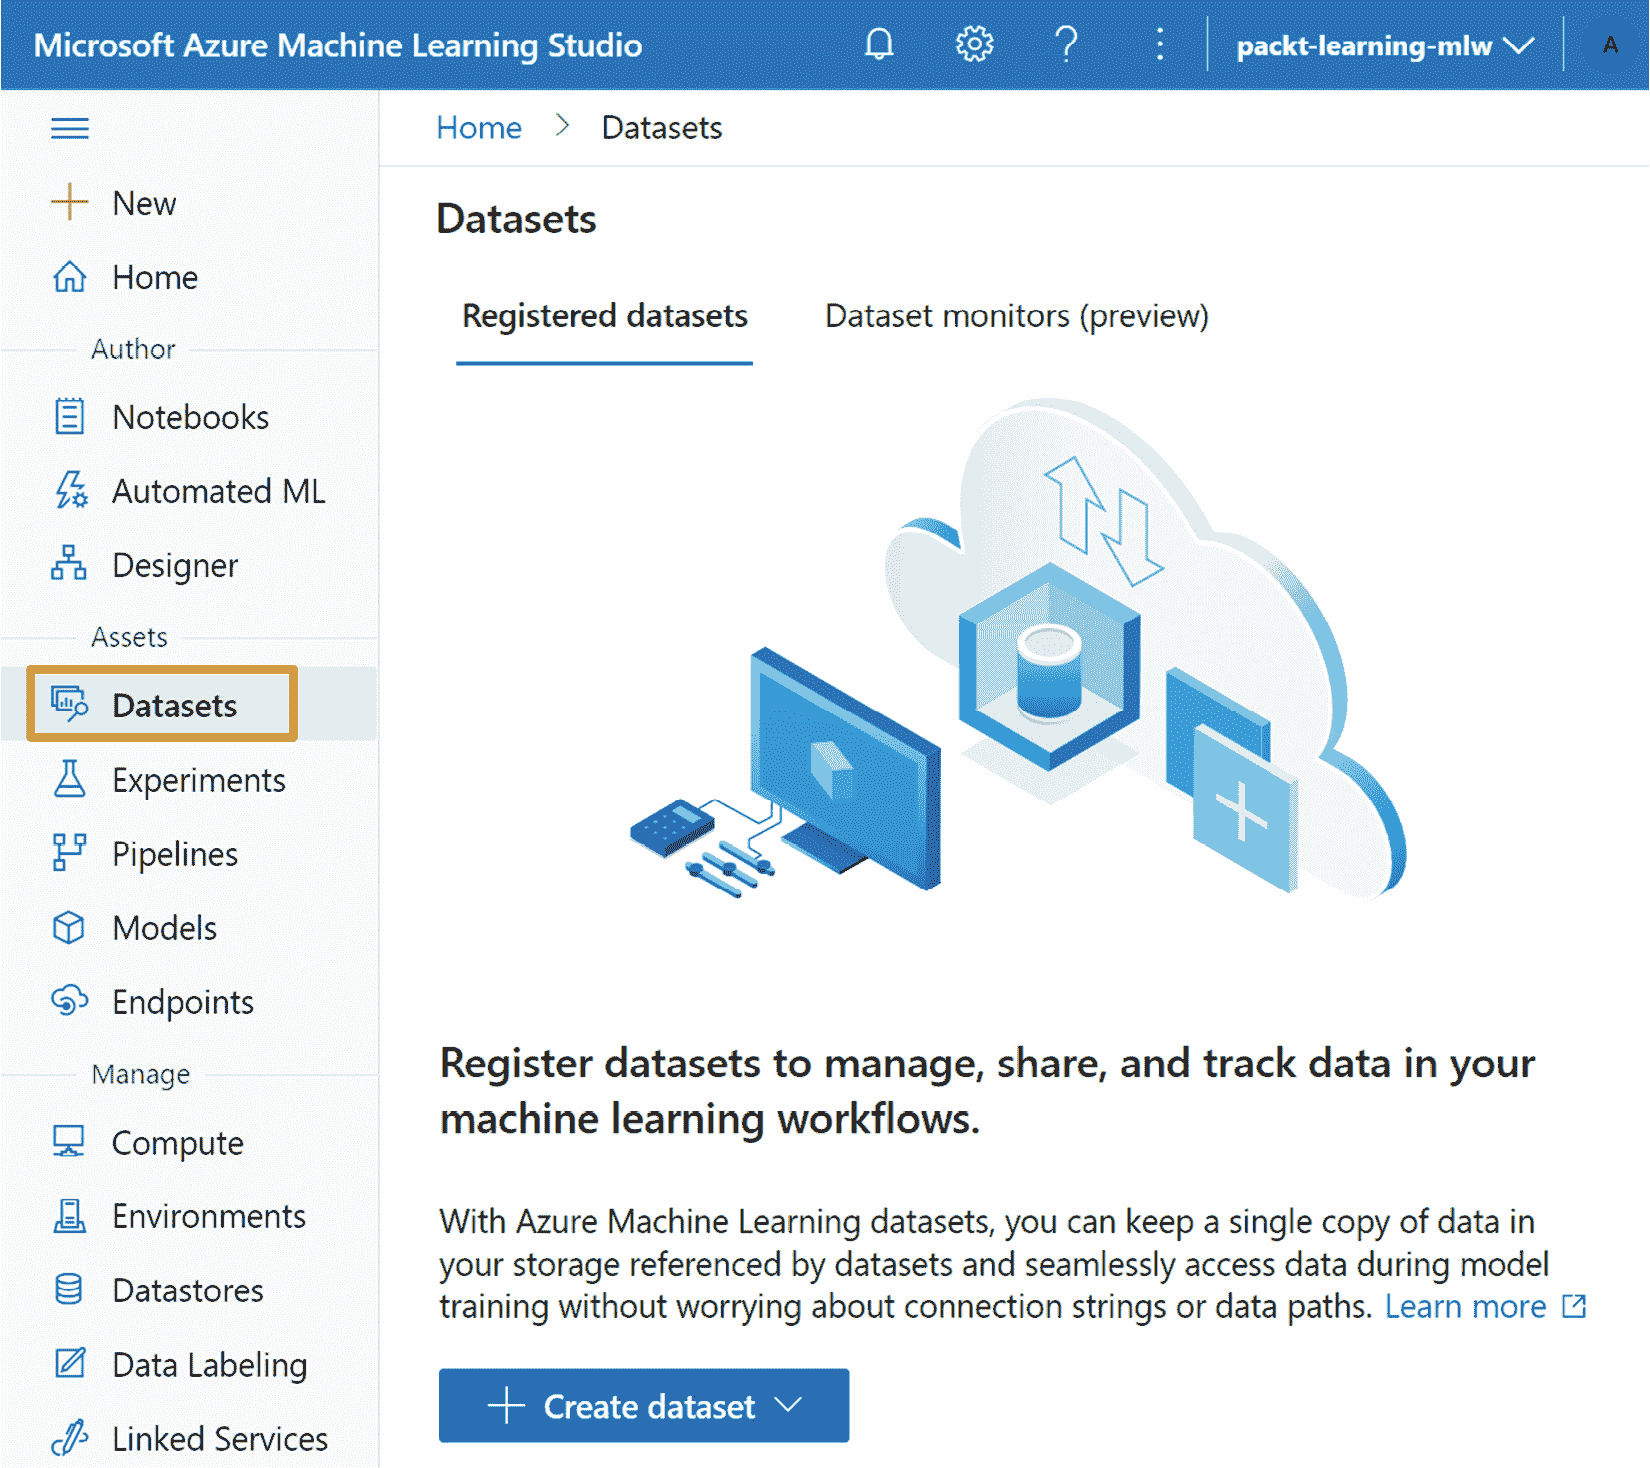 Microsoft Azure Machine Learning Studio
packt-learning-mlw
A
Home > Datasets
New
Home
Author
Notebooks
Automated ML
Designer
Assets
Datasets
Experiments
Pipelines
Models
Endpoints
Manage
Compute
Environments
Datastores
Data Labeling
Linked Services
Datasets
Registered datasets
Dataset monitors (preview)
Register datasets to manage, share, and track data in your
machine learning workflows.
With Azure Machine Learning datasets, you can keep a single copy of data in
your storage referenced by datasets and seamlessly access data during model
training without worrying about connection strings or data paths. Learn more
Create dataset